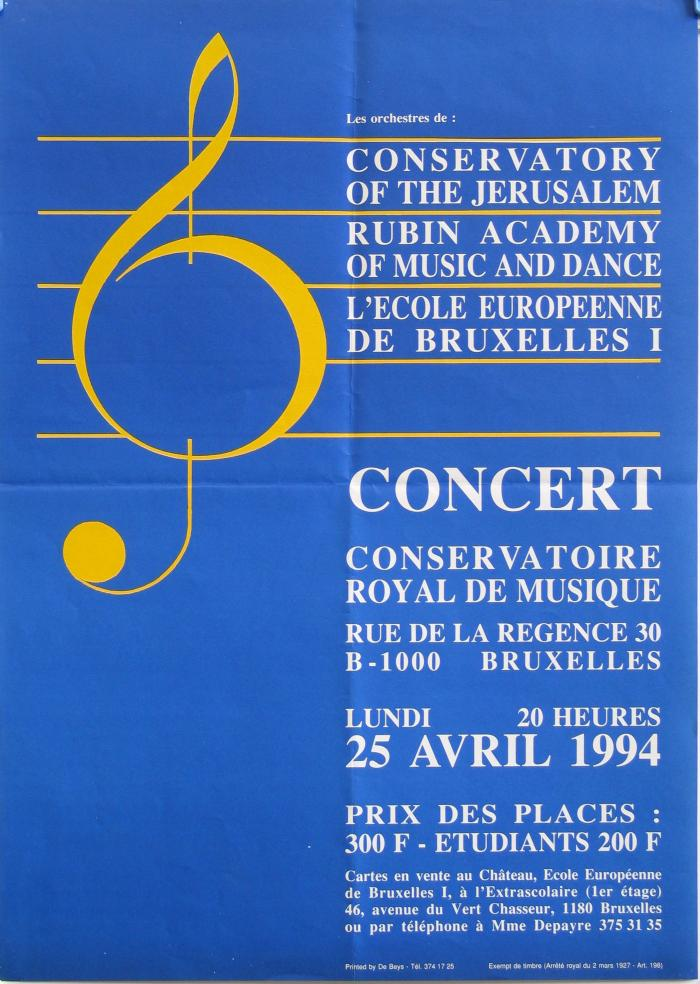 Les orchestres de :
CONSERVATORY
OF THE JERUSALEM
RUBIN ACADEMY
OF MUSIC AND DANCE
L'ECOLE EUROPEENNE
DE BRUXELLES I
CONCERT
CONSERVATOIRE
ROYAL DE MUSIQUE
RUE DE LA REGENCE 30
B-1000 BRUXELLES
LUNDI 20 HEURES
25 AVRIL 1994
PRIX DES PLACES :
300 F - ETUDIANTS 200 F
Cartes en vente au Château, Ecole Européenne
de Bruxelles I, à l'Extrascolaire (1er étage)
46, avenue du Vert Chasseur, 1180 Bruxelles
ou par téléphone à Mme Depayre 375 31 35
Printed by De Beys - Tél. 374 17 25 Exempt de timbre (Arrêté royal du 2 mars 1927 - Art. 198)